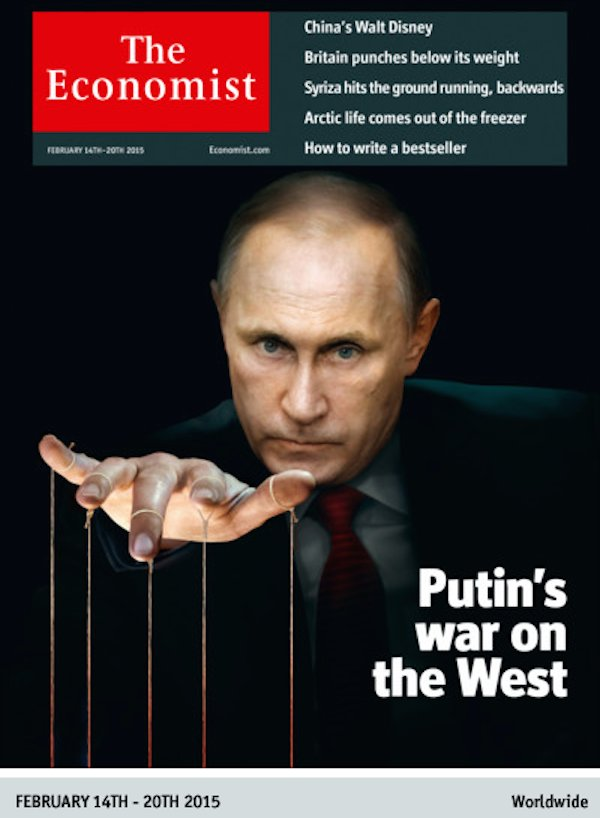 The
Economist
FEBRUARY 14TH–20TH 2015
Economist.com
China's Walt Disney
Britain punches below its weight
Syriza hits the ground running, backwards
Arctic life comes out of the freezer
How to write a bestseller
Putin's
war on
the West
FEBRUARY 14TH - 20TH 2015
Worldwide